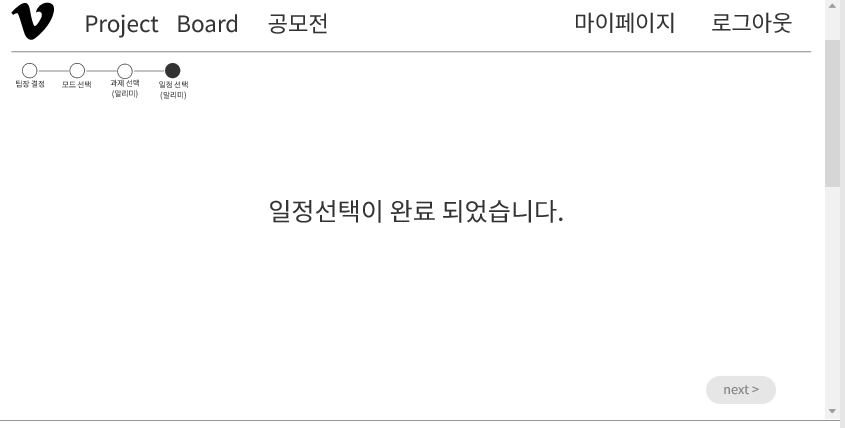 Project Board 공모전 마이페이지 로그아웃
팀장 결정 모드 선택 과제 선택 일정 선택
(알리미) (알리미)
일정선택이 완료 되었습니다.
next >